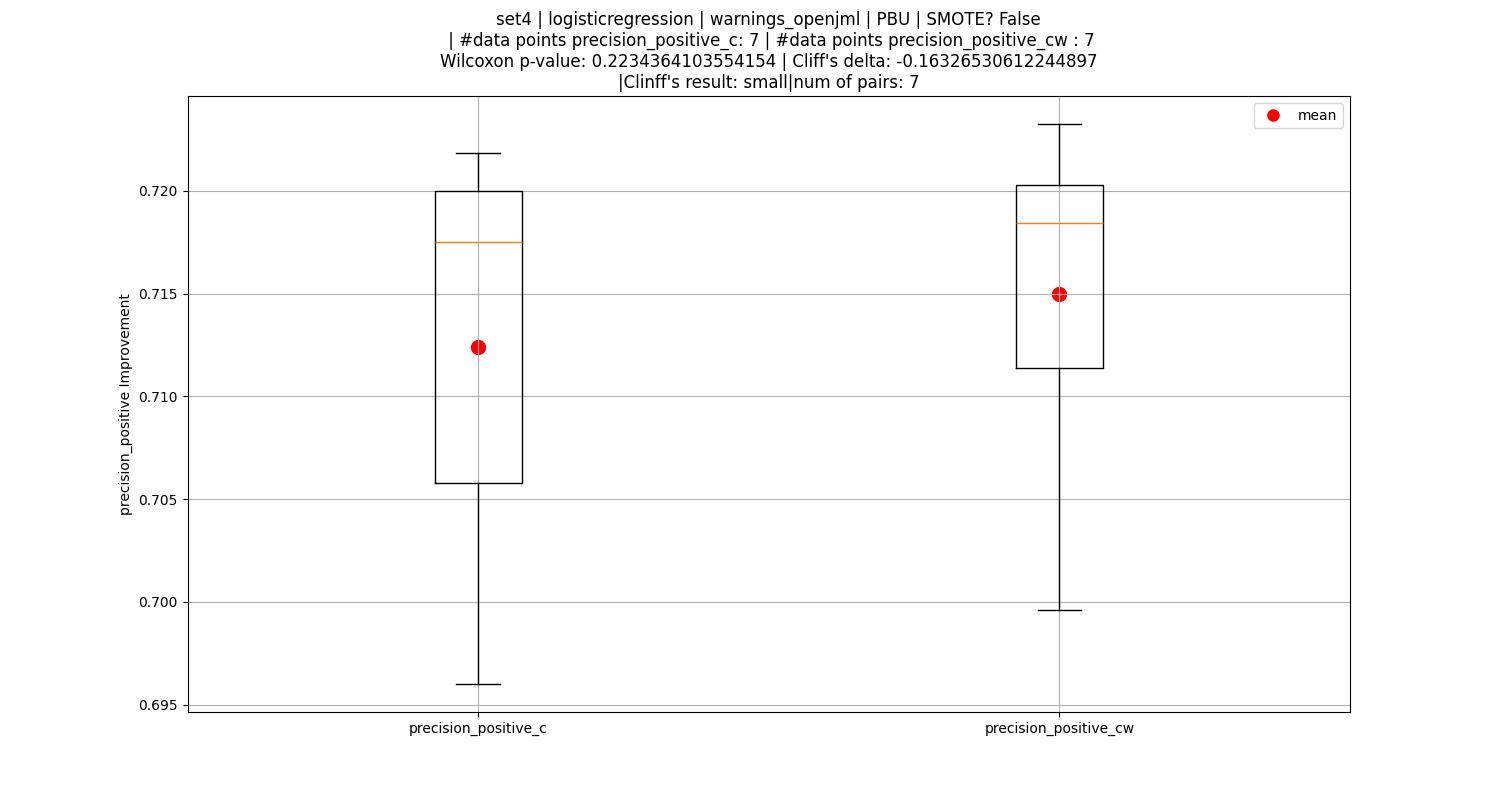 set4 | logisticregression | warnings_openjml | PBU | SMOTE? False
| #data points precision_positive_c: 7 | #data points precision_positive_cw : 7
Wilcoxon p-value: 0.2234364103554154 | Cliff's delta: -0.16326530612244897
|Clinff's result: small|num of pairs: 7
mean
0.720
0.715
0.710
0.705
0.700
0.695
precision_positive Improvement
precision_positive_c
precision_positive_cw